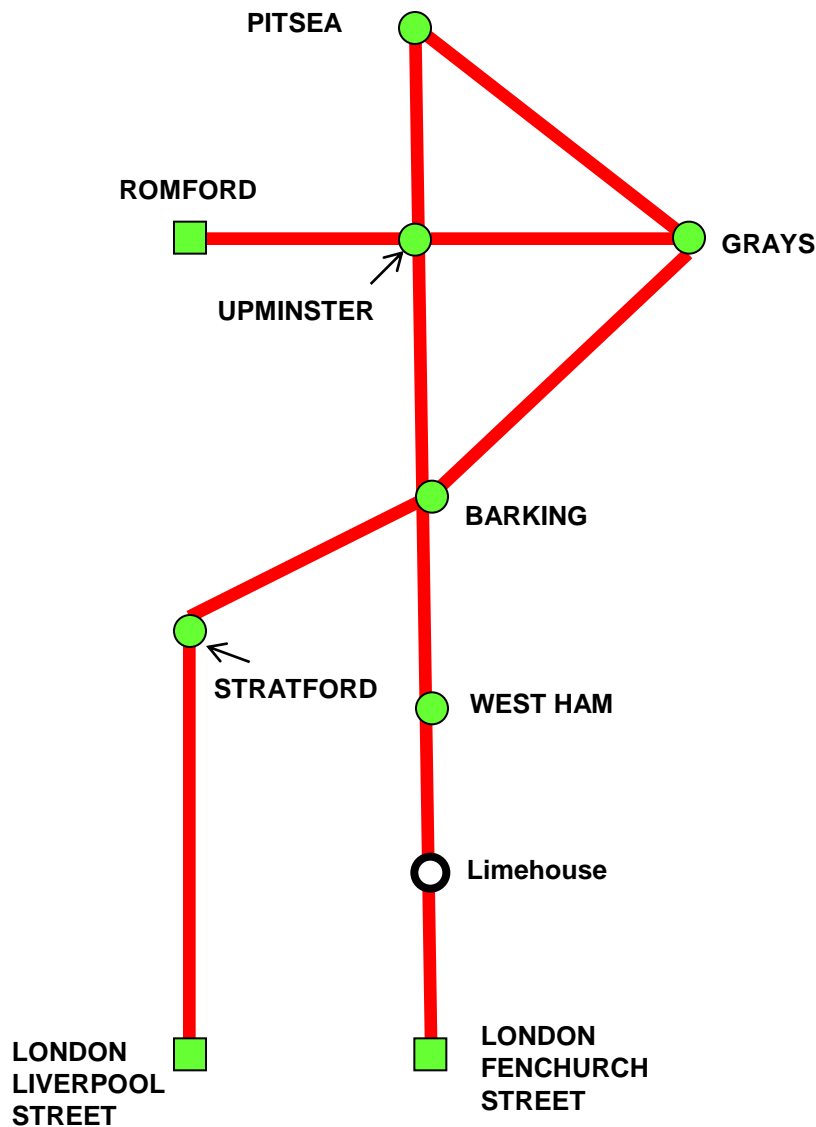 PITSEA
ROMFORD
GRAYS
UPMINSTER
BARKING
STRATFORD
WEST HAM
Limehouse
LONDON
LIVERPOOL
STREET
LONDON
FENCHURCH
STREET